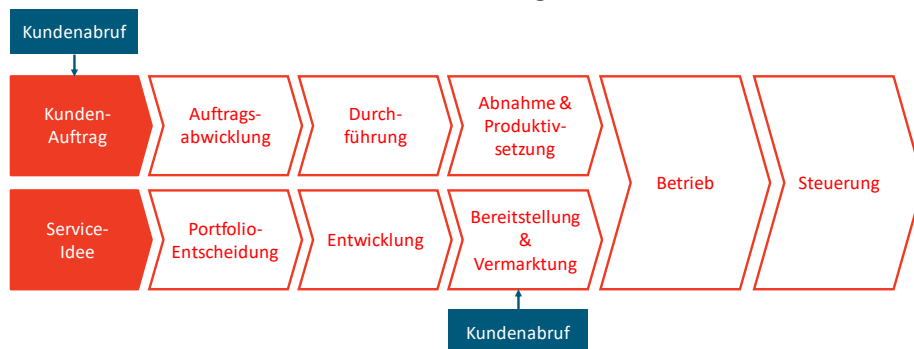 Kundenabruf
Kunden-
Auftrag
Auftrags-
abwicklung
Durch-
führung
Abnahme &
Produktiv-
setzung
Betrieb
Steuerung
Service-
Idee
Portfolio-
Entscheidung
Entwicklung
Bereitstellung
&
Vermarktung
Kundenabruf